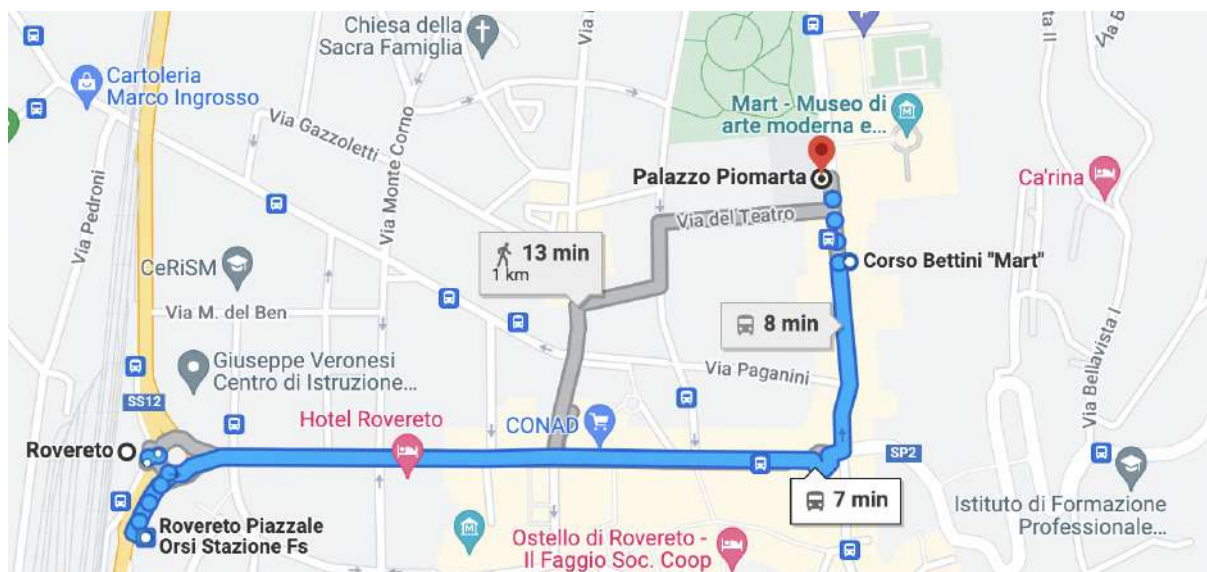 Chiesa della
Sacra Famiglia
Cartoleria
Marco Ingrosso
Via Gazzoletti
Via Monte Corno
Via Pedroni
Mart - Museo di
arte moderna e...
Palazzo Piomarta
Via del Teatro
Ca'rina
13 min
1 km
CeRiSM
Corso Bettini "Mart"
Via M. del Ben
8 min
Giuseppe Veronesi
Centro di Istruzione...
Via Paganini
Via Bellavista I
SS12
Hotel Rovereto
CONAD
Rovereto
SP2
7 min
Istituto di Formazione
Professionale...
Rovereto Piazzale
Orsi Stazione Fs
Ostello di Rovereto -
Il Faggio Soc. Coop